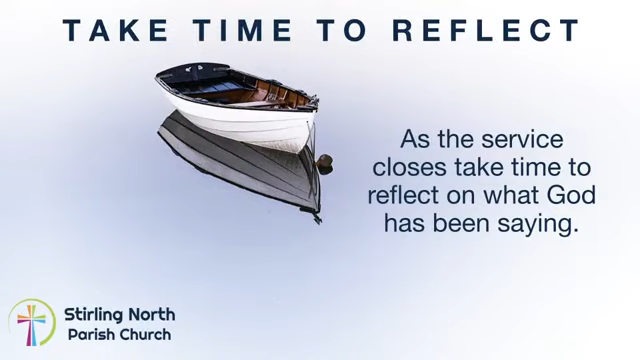 TAKE TIME TO REFLECT
As the service
closes take time to
reflect on what God
has been saying.
Stirling North
Parish Church